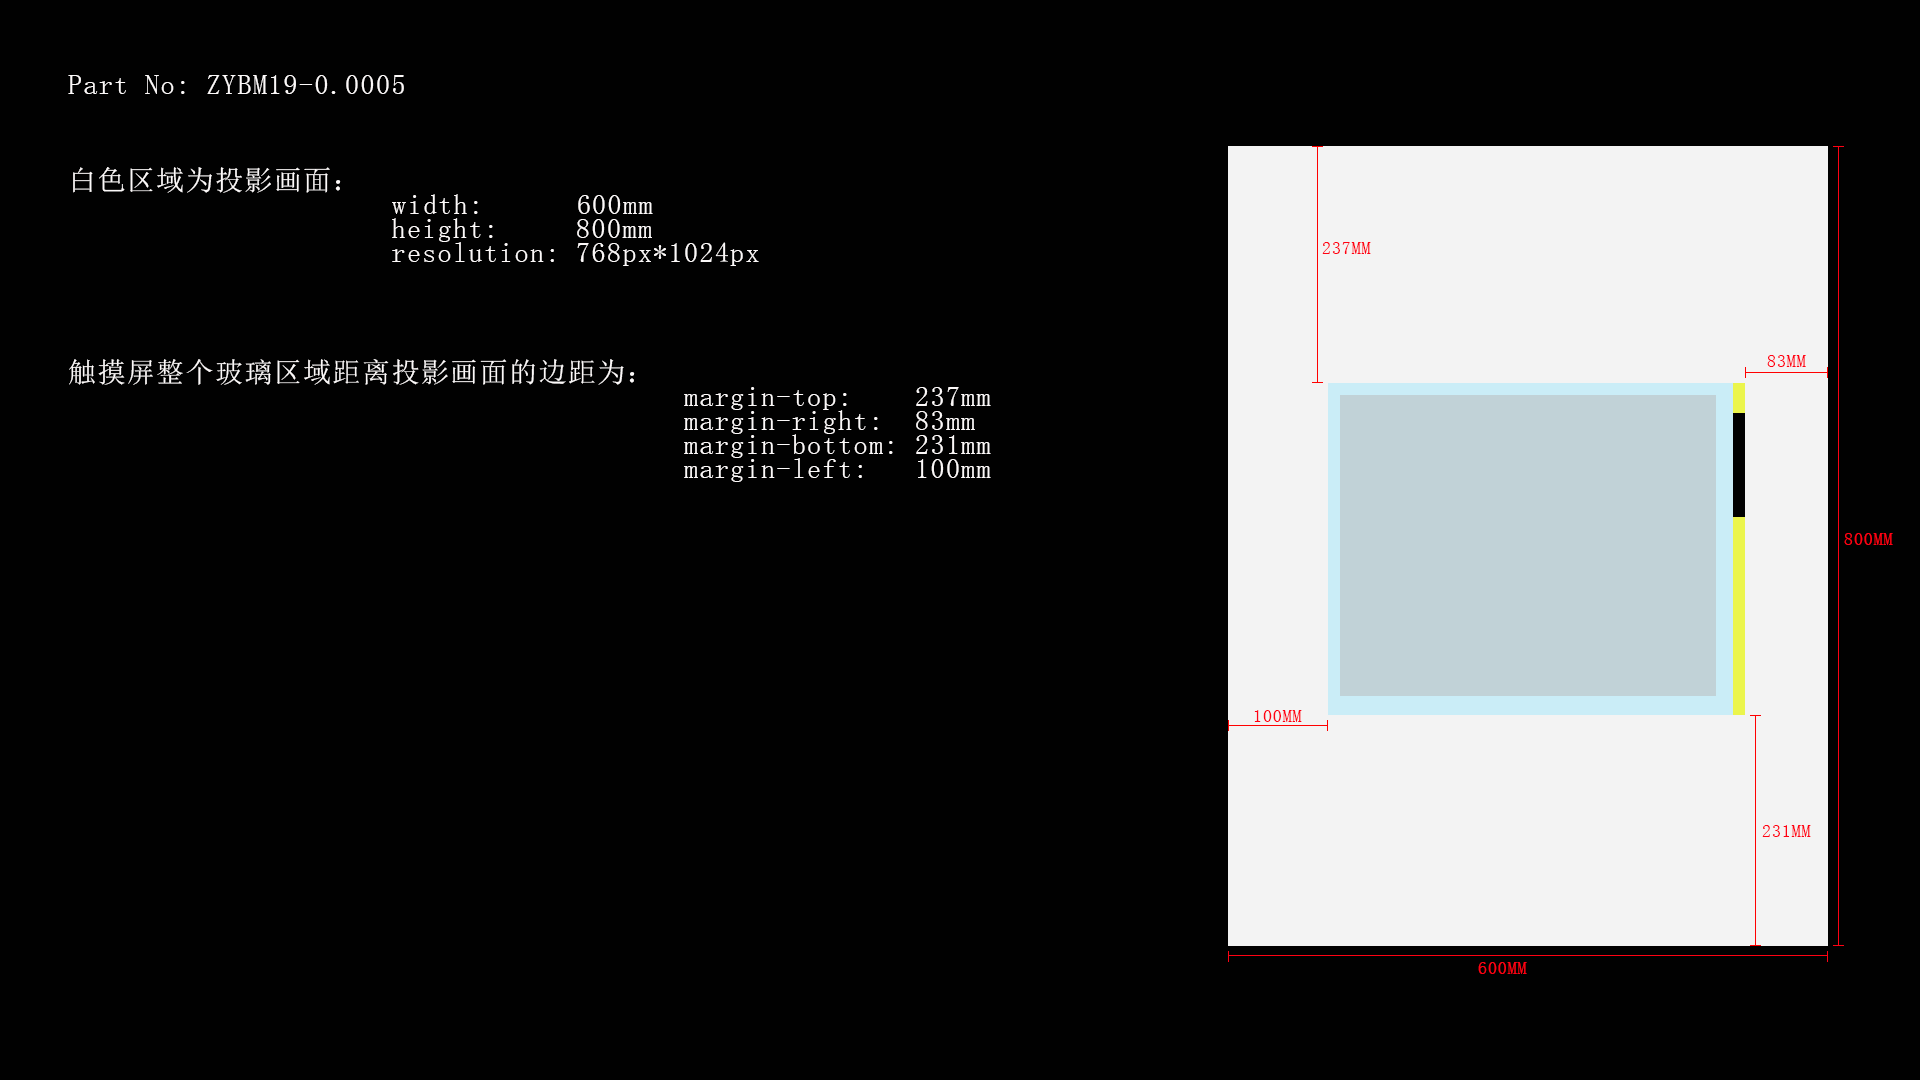 Part No: ZYBM19-0.0005
白色区域为投影画面：
width: 600mm
height: 800mm
resolution: 768px*1024px
触摸屏整个玻璃区域距离投影画面的边距为：
margin-top: 237mm
margin-right: 83mm
margin-bottom: 231mm
margin-left: 100mm
237MM
83MM
800MM
100MM
231MM
600MM